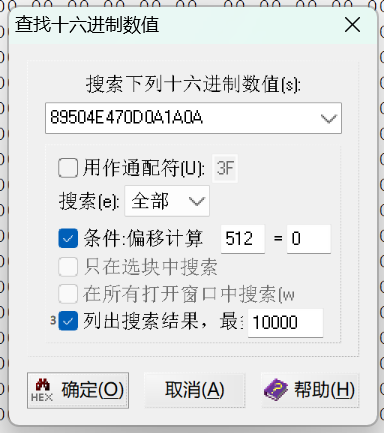 查找十六进制数值
搜索下列十六进制数值(s):
89504E470D0A1A0A
用作通配符(U): 3F
搜索(e): 全部
条件:偏移计算 512 = 0
只在选块中搜索
在所有打开窗口中搜索(w
3 列出搜索结果，最 10000
HEX 确定(O) 取消(A) 帮助(H)